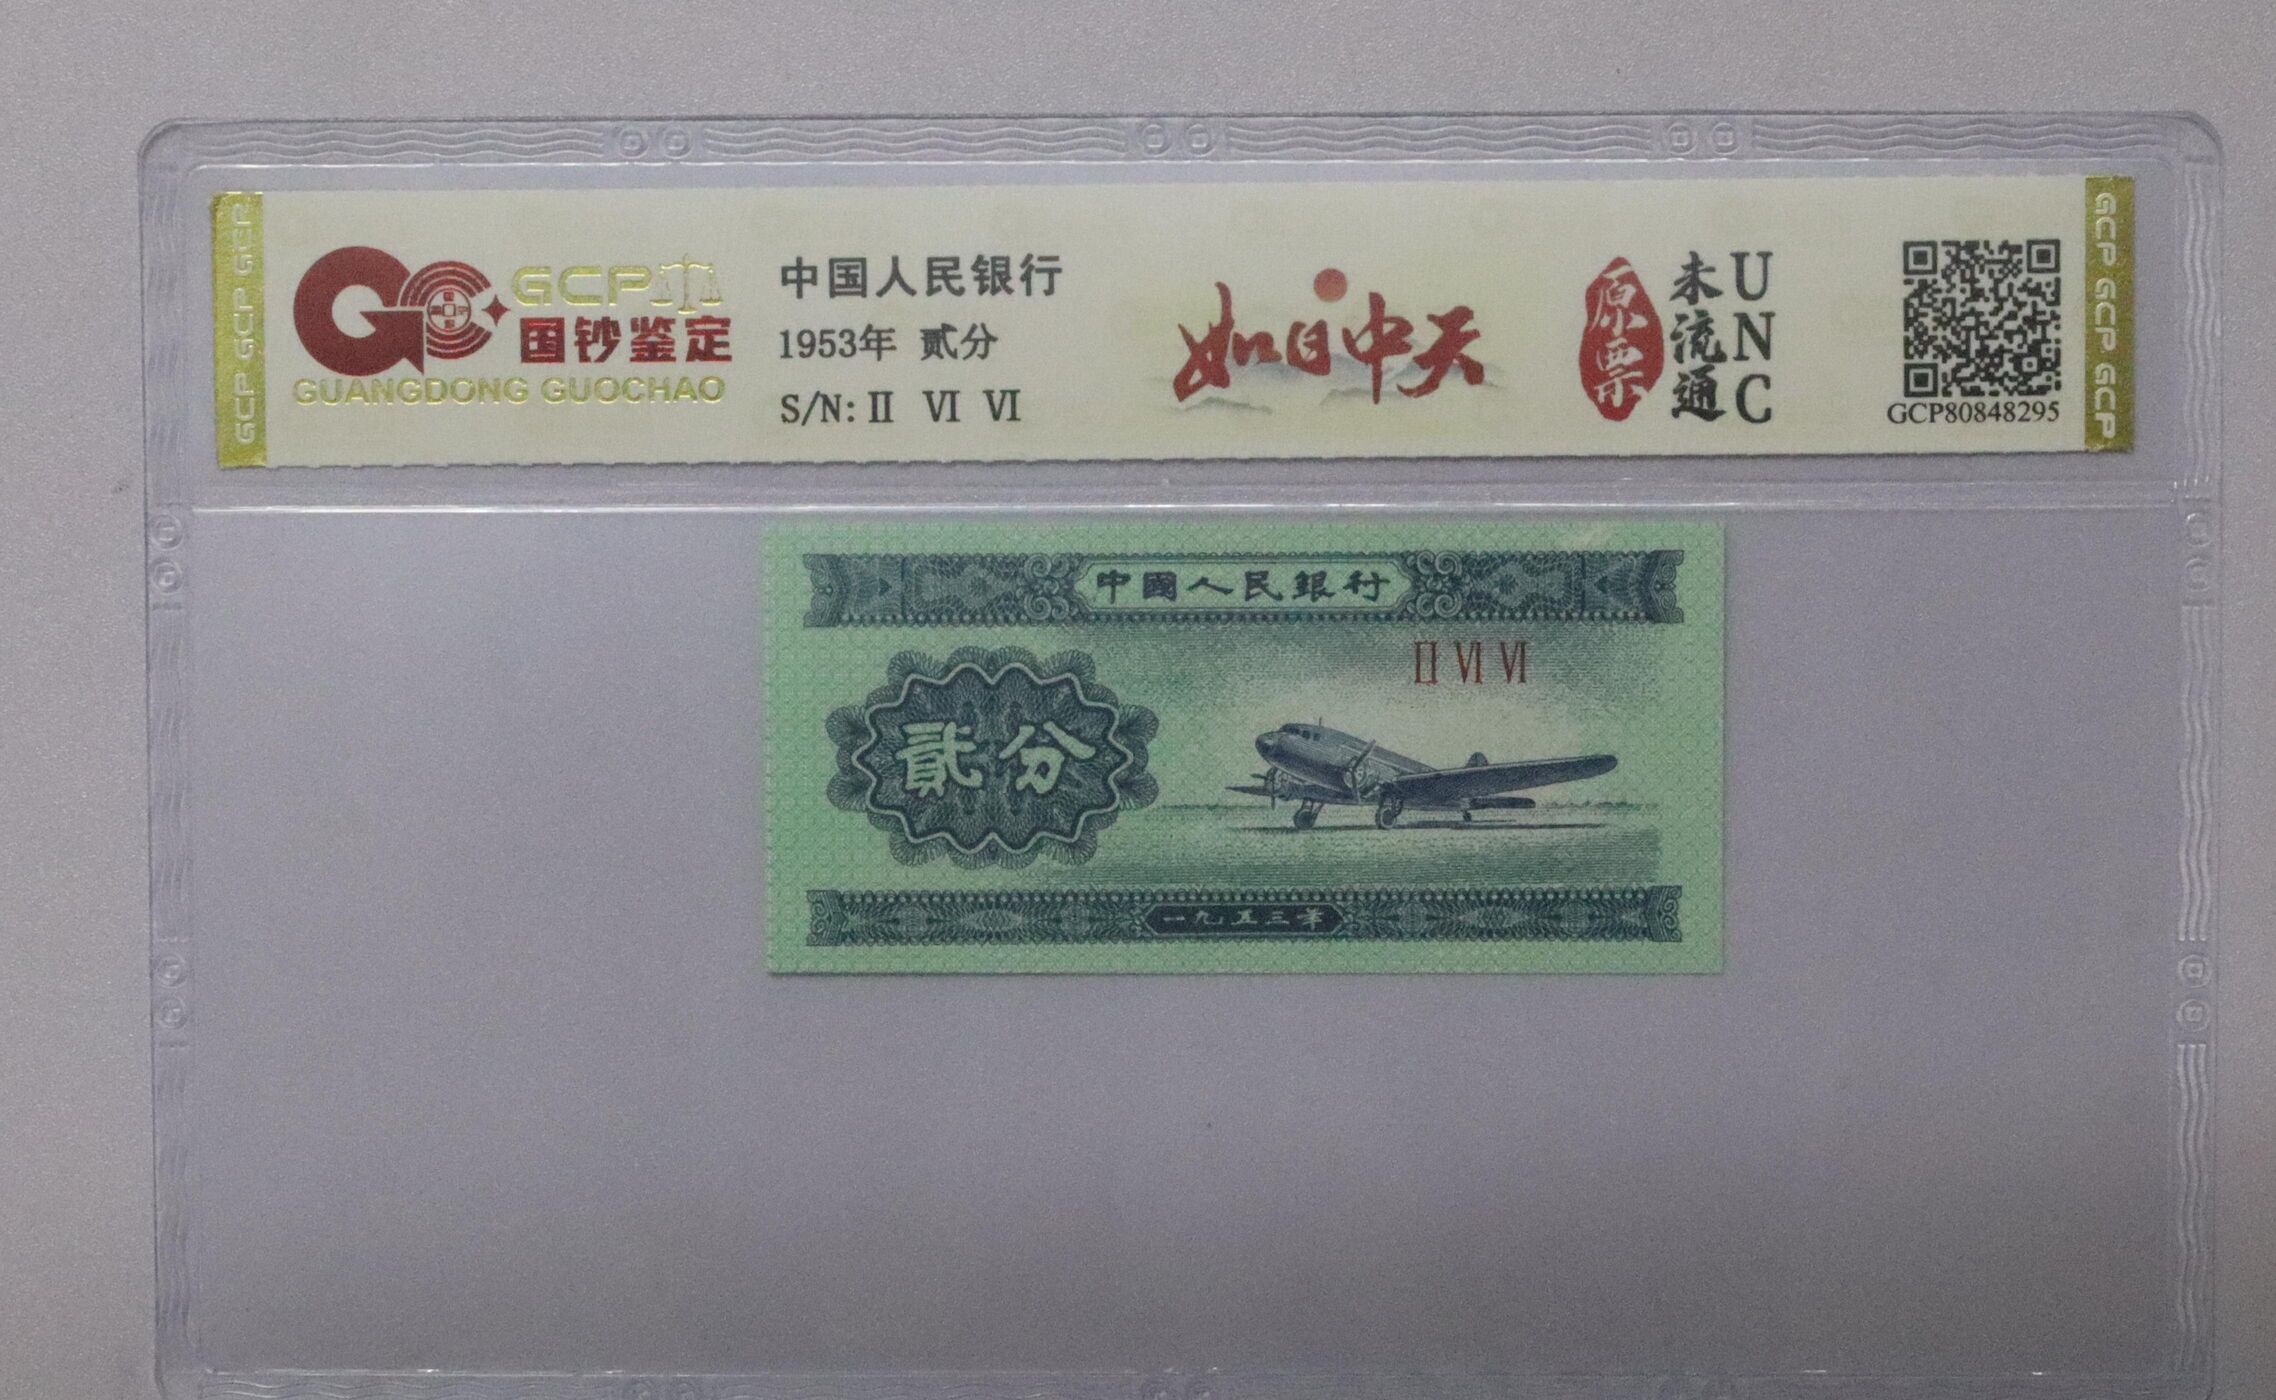 GCP GCP GCP
GCP
国钞鉴定
GUANGDONG GUOCHAO
中国人民银行
1953年 贰分
S/N: II VI VI
如日中天
原票
未流通
UNC
GCP80848295
GCP GCP GCP
中國人民銀行
II VI VI
貳分
一九五三年